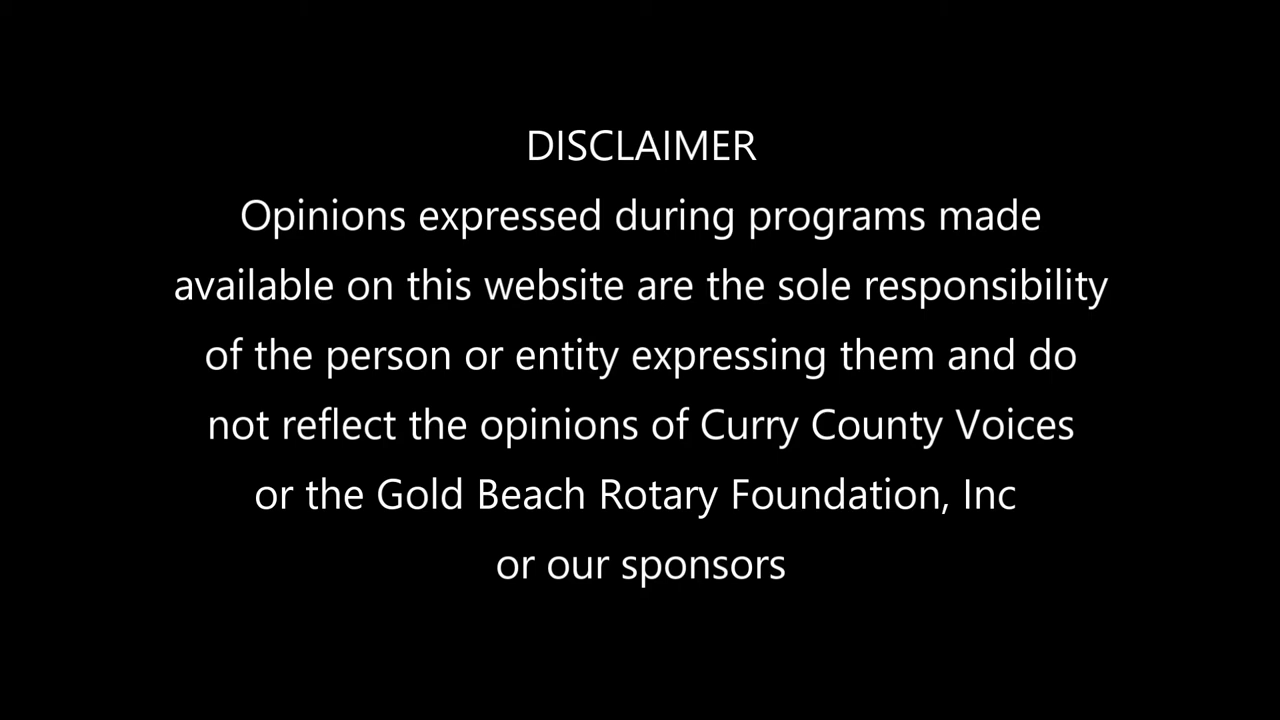 DISCLAIMER
Opinions expressed during programs made
available on this website are the sole responsibility
of the person or entity expressing them and do
not reflect the opinions of Curry County Voices
or the Gold Beach Rotary Foundation, Inc
or our sponsors